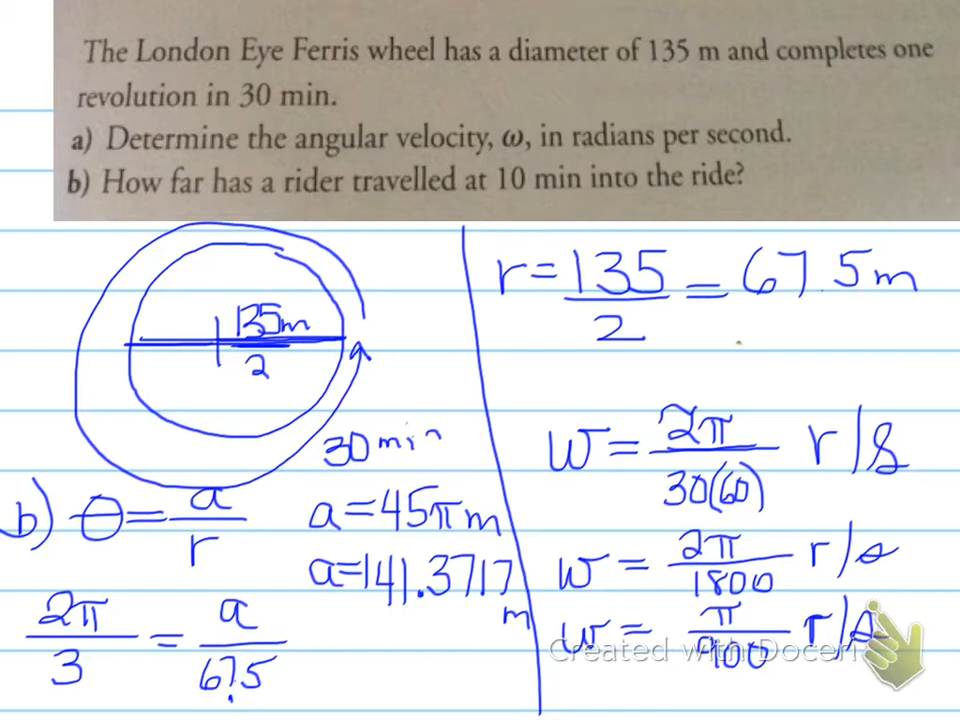 The London Eye Ferris wheel has a diameter of 135 m and completes one
revolution in 30 min.
a) Determine the angular velocity, ω, in radians per second.
b) How far has a rider travelled at 10 min into the ride?
135m
2
30 min
r = 135/2 = 67.5m
w = 2π/30(60) r/s
w = 2π/1800 r/s
w = π/900 r/s
b) θ = a/r
2π/3 = a/67.5
a = 45π m
a = 141.3717 m
Created with Doceri